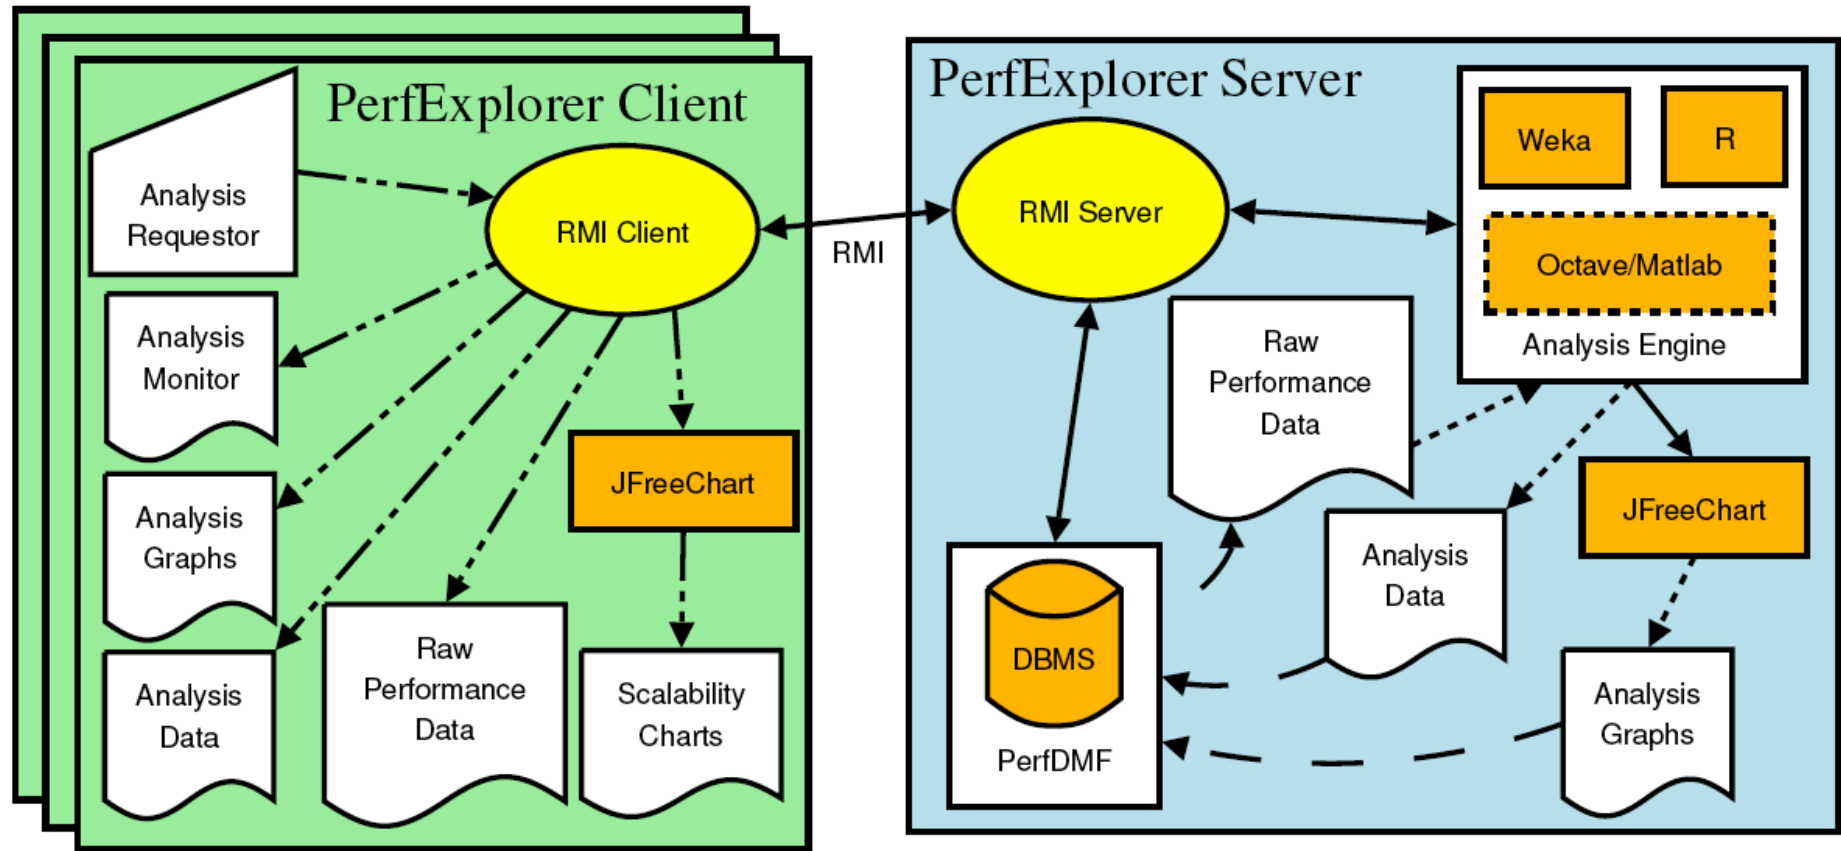 PerfExplorer Client
Analysis
Requestor
RMI Client
Analysis
Monitor
Analysis
Graphs
Analysis
Data
Raw
Performance
Data
JFreeChart
Scalability
Charts
RMI
PerfExplorer Server
RMI Server
Weka
R
Octave/Matlab
Analysis Engine
Raw
Performance
Data
JFreeChart
Analysis
Data
Analysis
Graphs
DBMS
PerfDMF